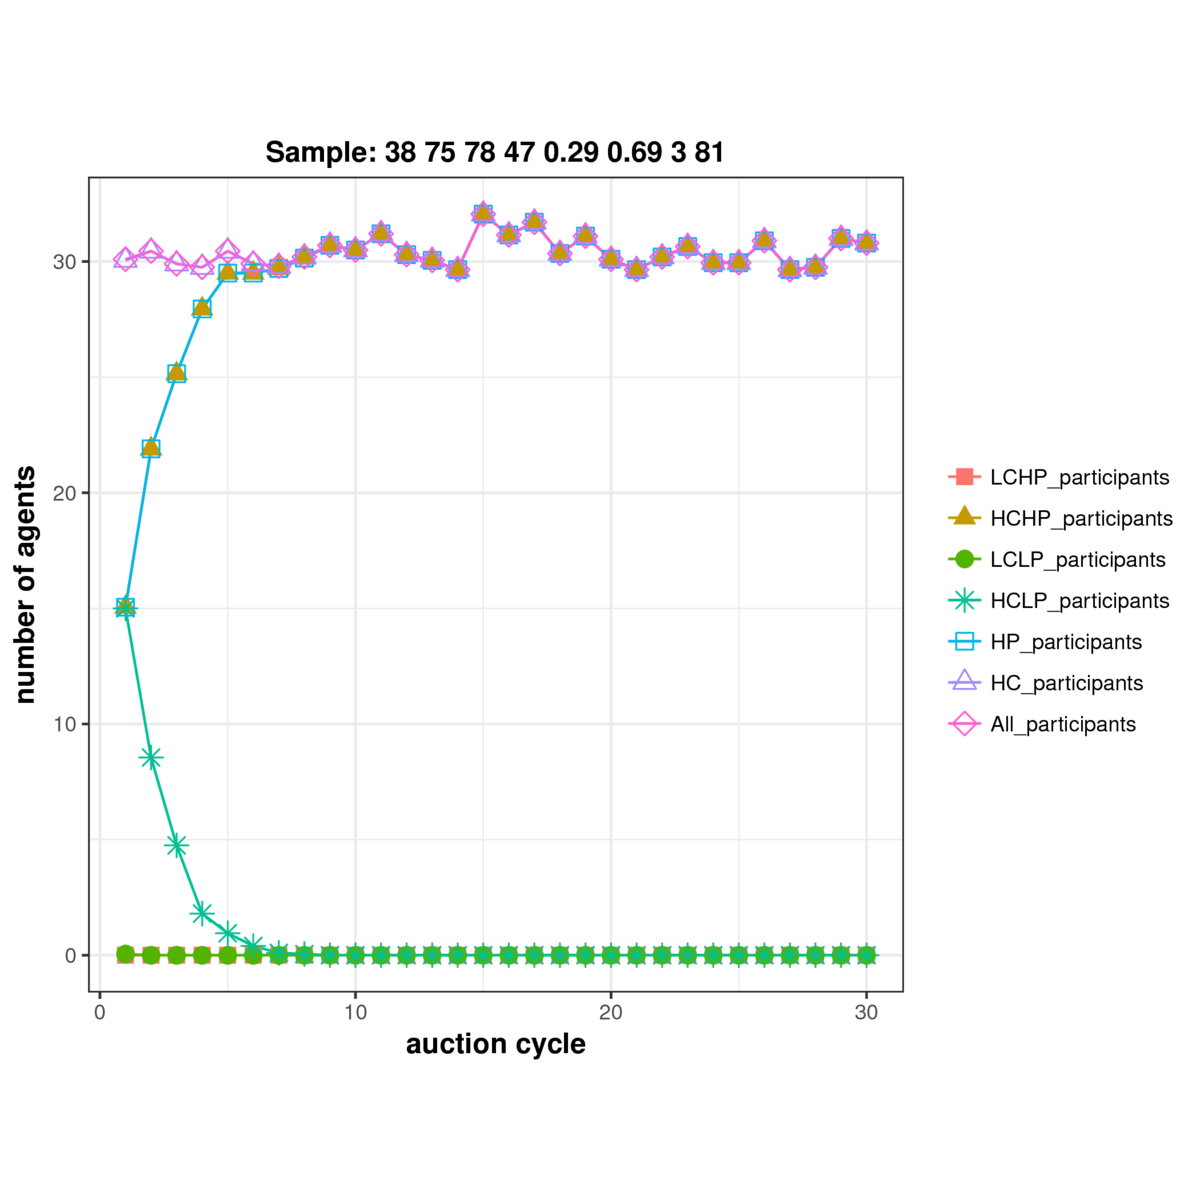 Sample: 38 75 78 47 0.29 0.69 3 81
number of agents
30
20
10
0
0 10 20 30
auction cycle
LCHP_participants
HCHP_participants
LCLP_participants
HCLP_participants
HP_participants
HC_participants
All_participants